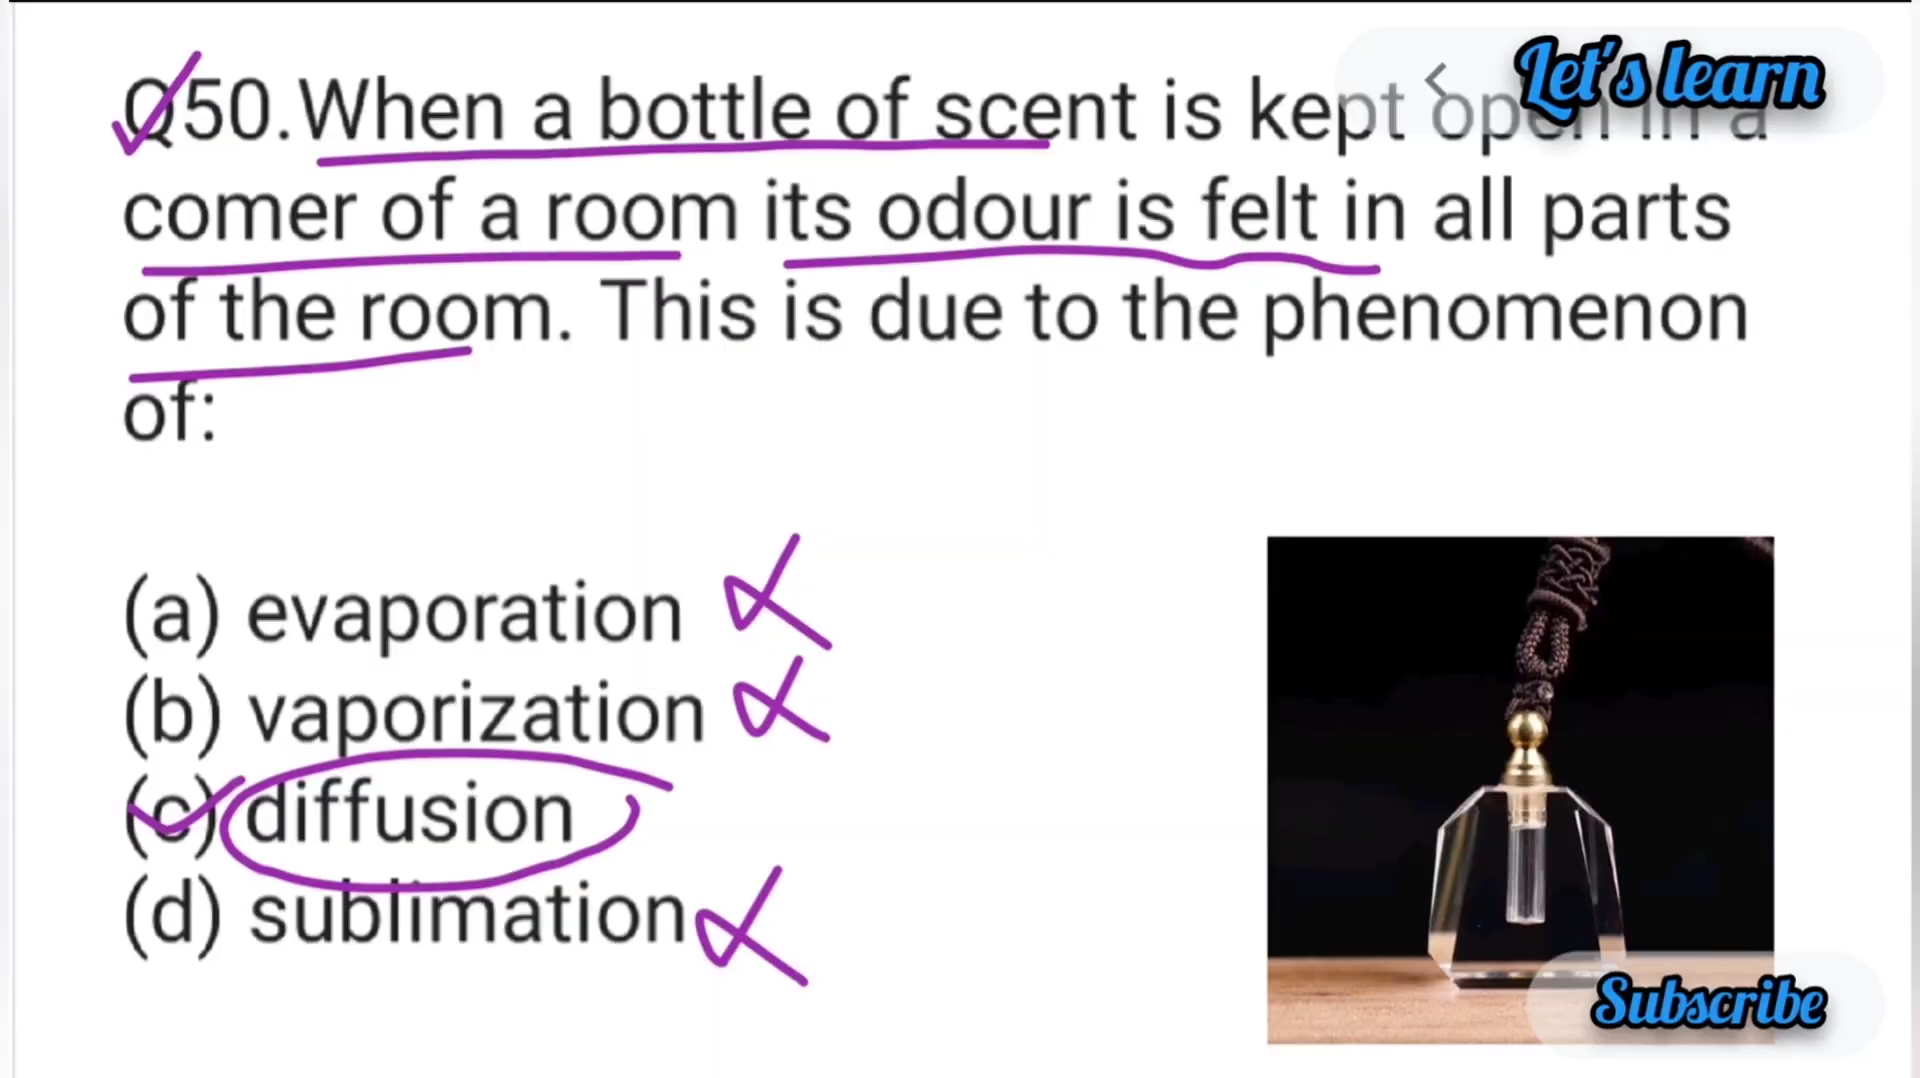 Q50.When a bottle of scent is kept open in a
Let's learn
comer of a room its odour is felt in all parts
of the room. This is due to the phenomenon
of:
(a) evaporation
(b) vaporization
(c) diffusion
(d) sublimation
Subscribe